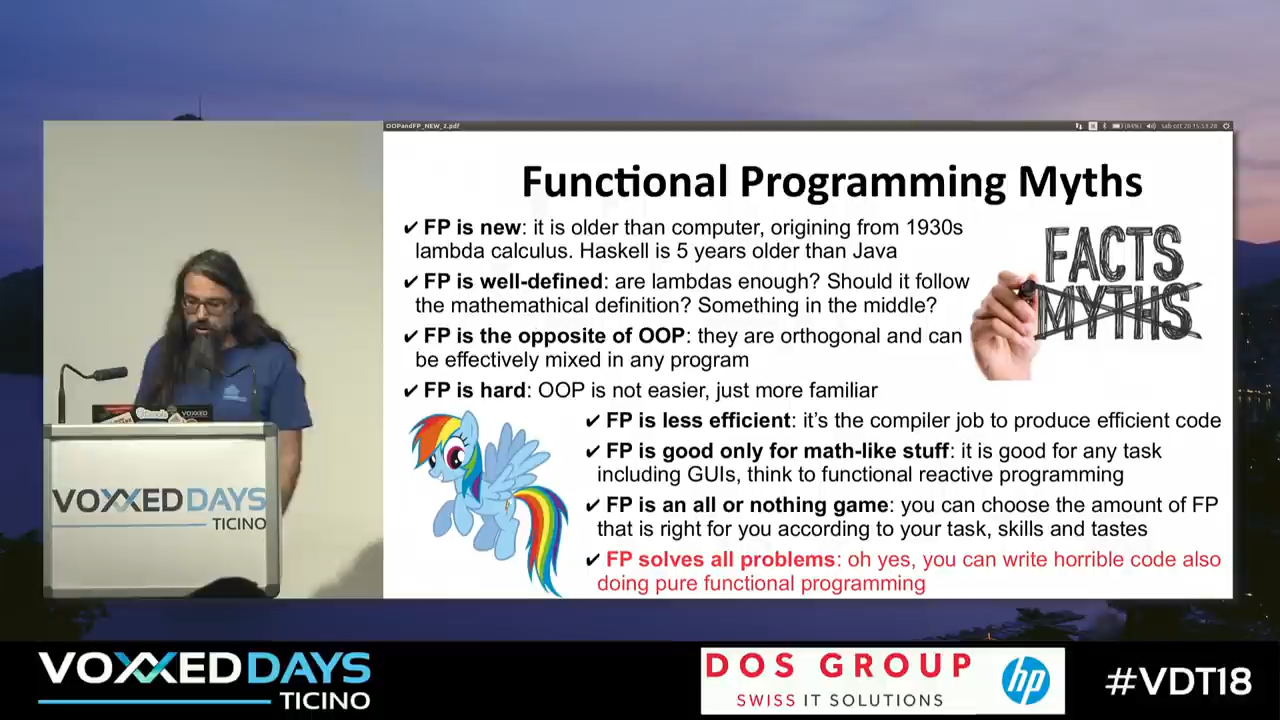 OOPandFP_NEW_2.pdf
Functional Programming Myths
✔ FP is new: it is older than computer, origining from 1930s
lambda calculus. Haskell is 5 years older than Java
✔ FP is well-defined: are lambdas enough? Should it follow
the mathemathical definition? Something in the middle?
✔ FP is the opposite of OOP: they are orthogonal and can
be effectively mixed in any program
✔ FP is hard: OOP is not easier, just more familiar
FACTS
MYTHS
✔ FP is less efficient: it's the compiler job to produce efficient code
✔ FP is good only for math-like stuff: it is good for any task
including GUIs, think to functional reactive programming
✔ FP is an all or nothing game: you can choose the amount of FP
that is right for you according to your task, skills and tastes
✔ FP solves all problems: oh yes, you can write horrible code also
doing pure functional programming
VOXXED
VOXXED DAYS
TICINO
VOXXED DAYS
TICINO
DOS GROUP
SWISS IT SOLUTIONS
hp
#VDT18